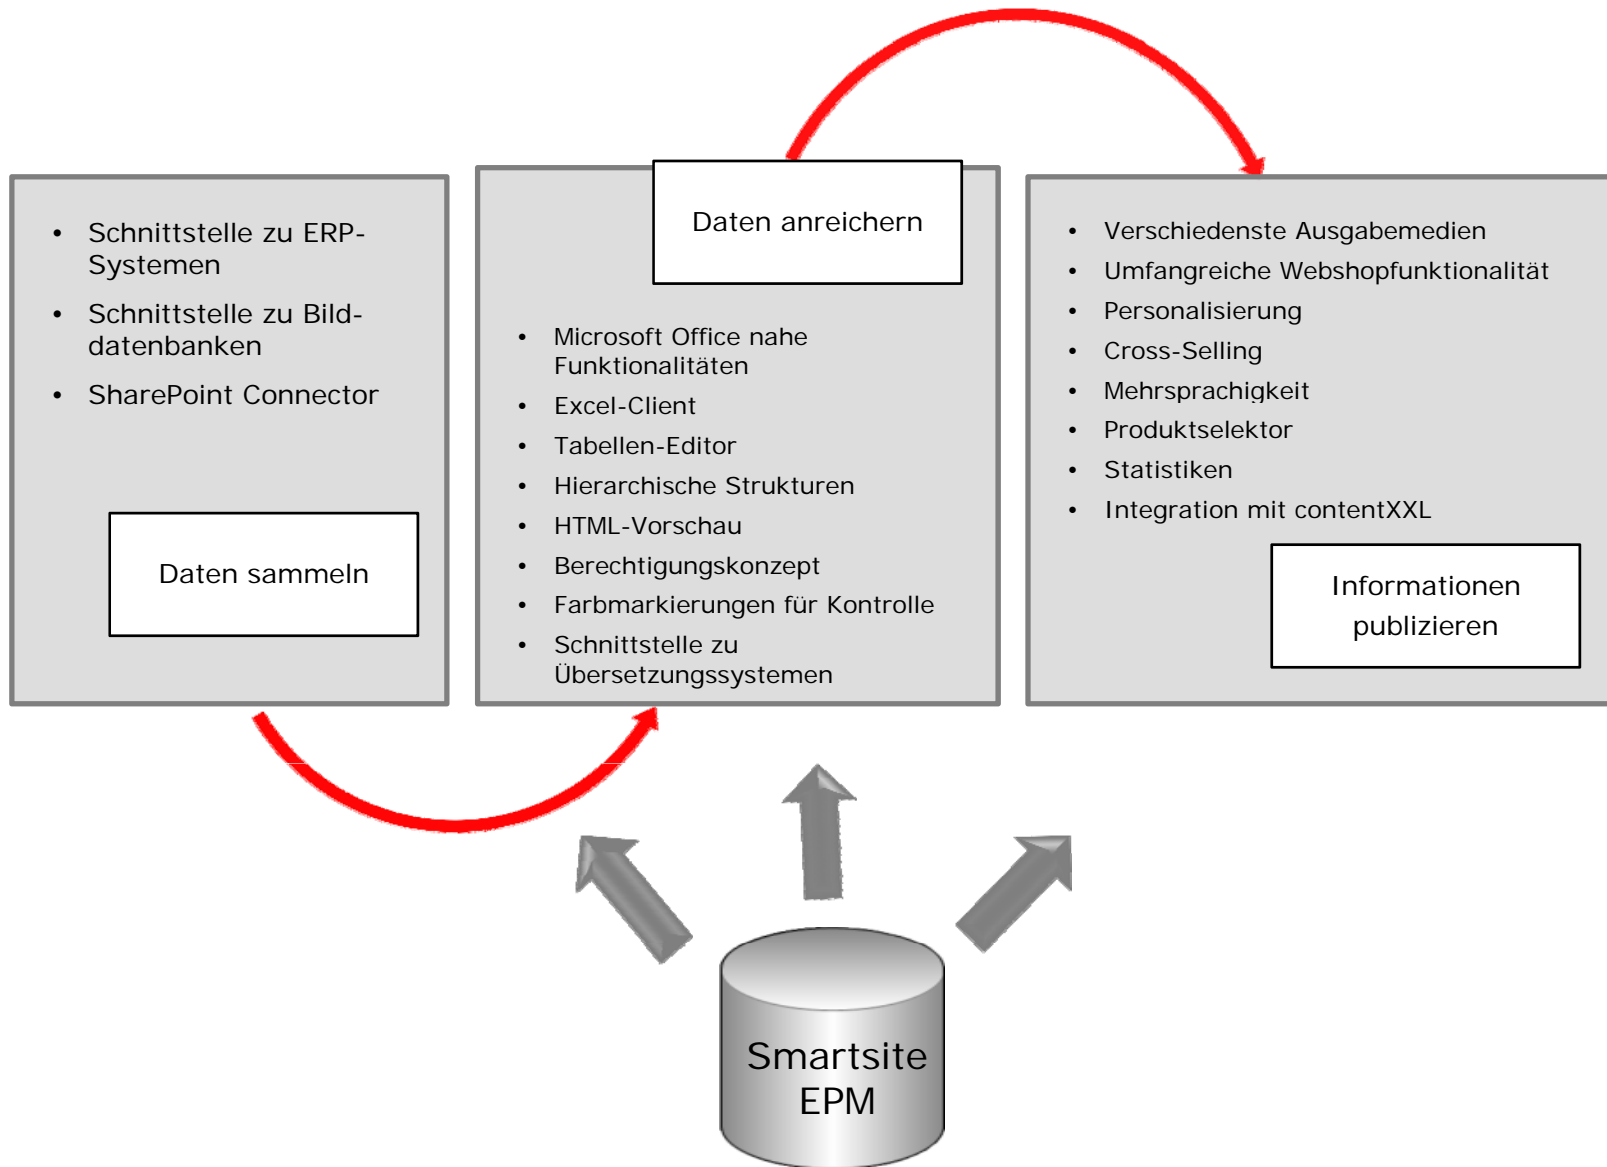 • Schnittstelle zu ERP-
Systemen
• Schnittstelle zu Bild-
datenbanken
• SharePoint Connector
Daten sammeln
Daten anreichern
• Microsoft Office nahe
Funktionalitäten
• Excel-Client
• Tabellen-Editor
• Hierarchische Strukturen
• HTML-Vorschau
• Berechtigungskonzept
• Farbmarkierungen für Kontrolle
• Schnittstelle zu
Übersetzungssystemen
• Verschiedenste Ausgabemedien
• Umfangreiche Webshopfunktionalität
• Personalisierung
• Cross-Selling
• Mehrsprachigkeit
• Produktselektor
• Statistiken
• Integration mit contentXXL
Informationen
publizieren
Smartsite
EPM